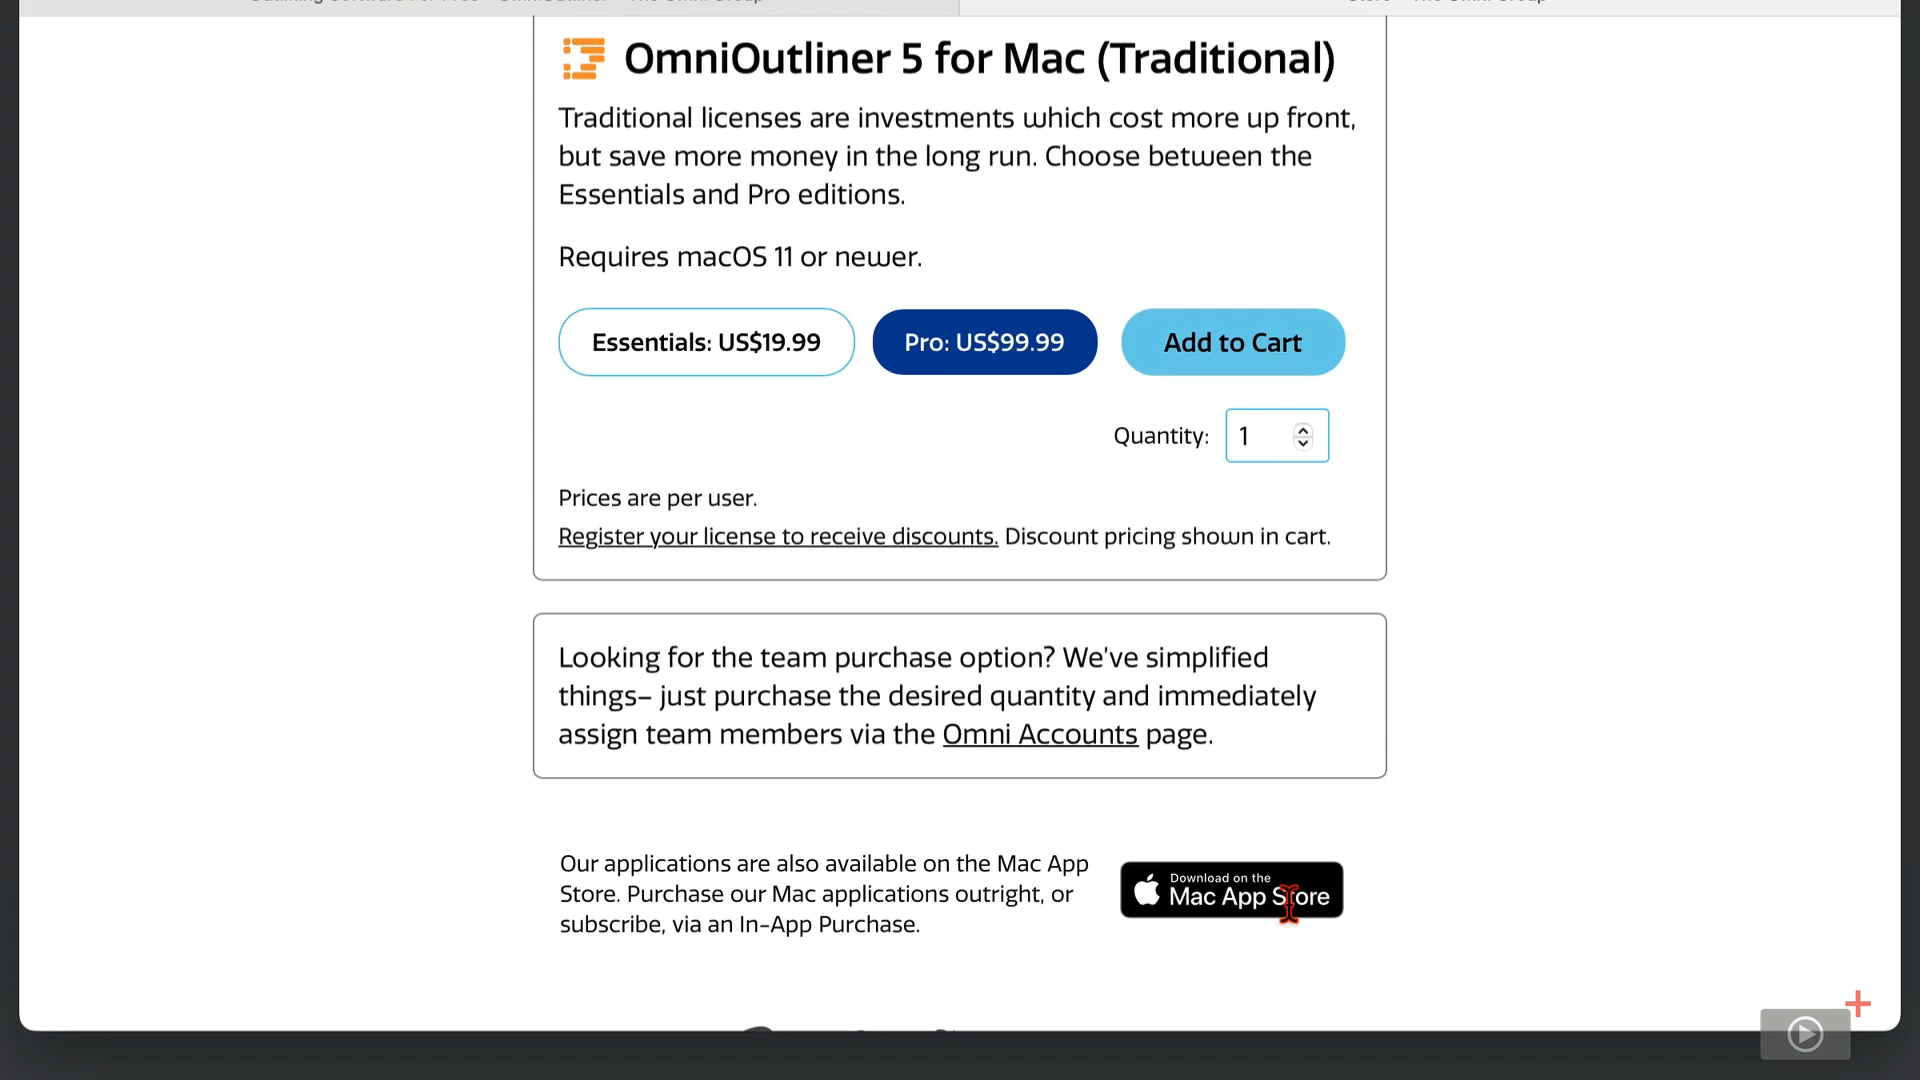 OmniOutliner 5 for Mac (Traditional)
Traditional licenses are investments which cost more up front,
but save more money in the long run. Choose between the
Essentials and Pro editions.
Requires macOS 11 or newer.
Essentials: US$19.99
Pro: US$99.99
Add to Cart
Quantity: 1
Prices are per user.
Register your license to receive discounts. Discount pricing shown in cart.
Looking for the team purchase option? We've simplified
things– just purchase the desired quantity and immediately
assign team members via the Omni Accounts page.
Our applications are also available on the Mac App
Store. Purchase our Mac applications outright, or
subscribe, via an In-App Purchase.
Download on the
Mac App Store